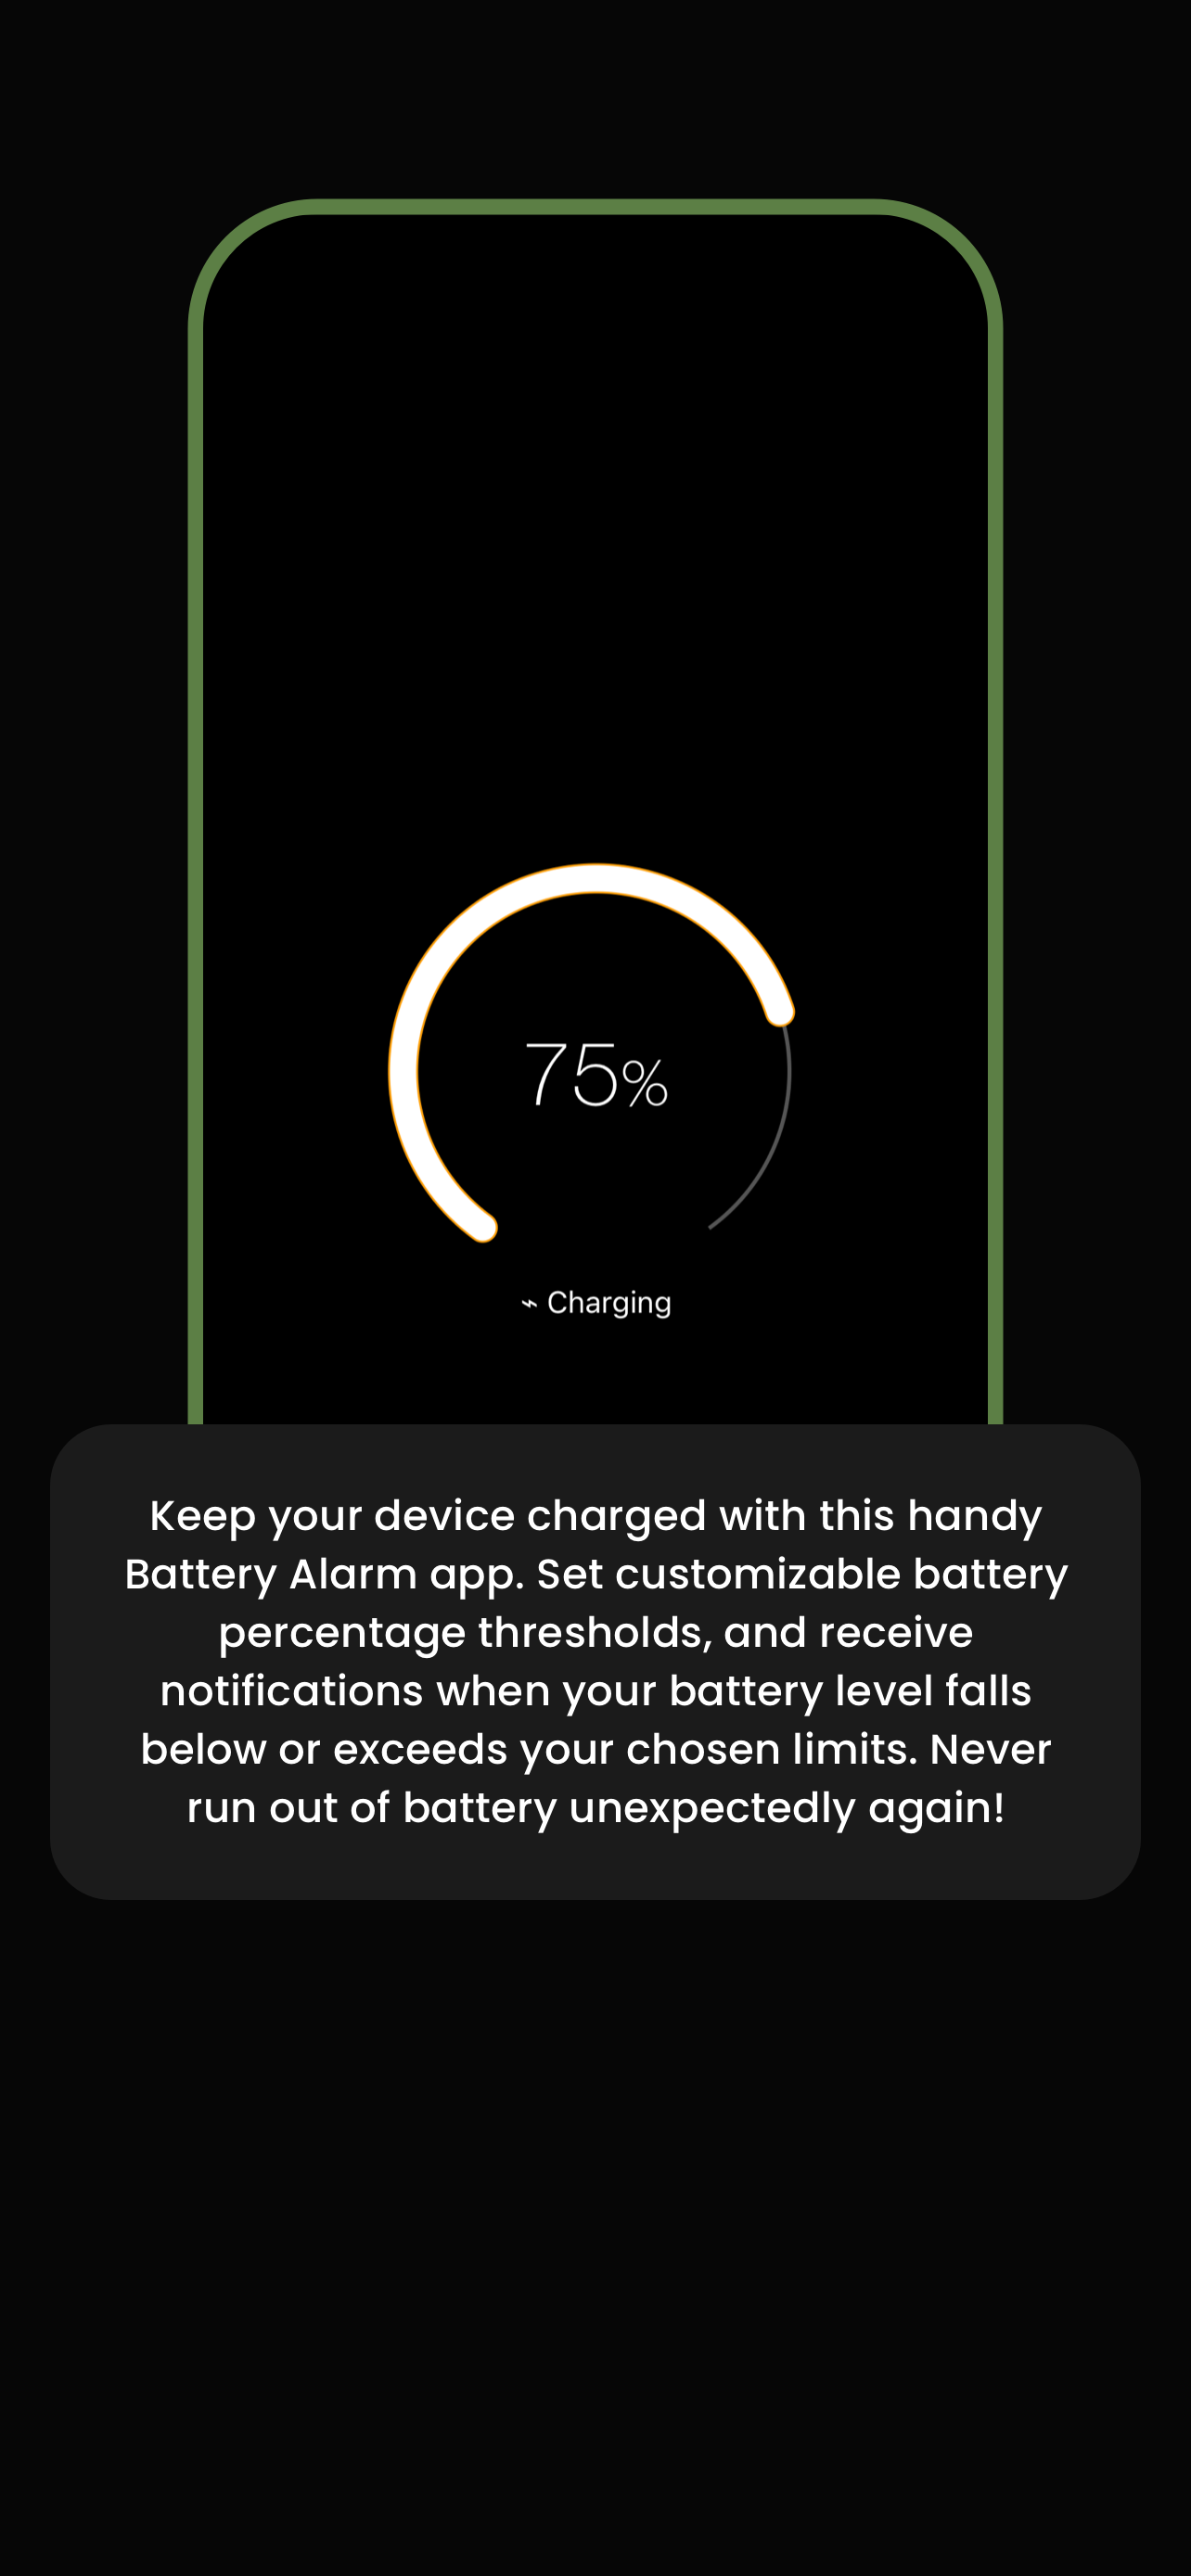 75%
Charging
Keep your device charged with this handy
Battery Alarm app. Set customizable battery
percentage thresholds, and receive
notifications when your battery level falls
below or exceeds your chosen limits. Never
run out of battery unexpectedly again!